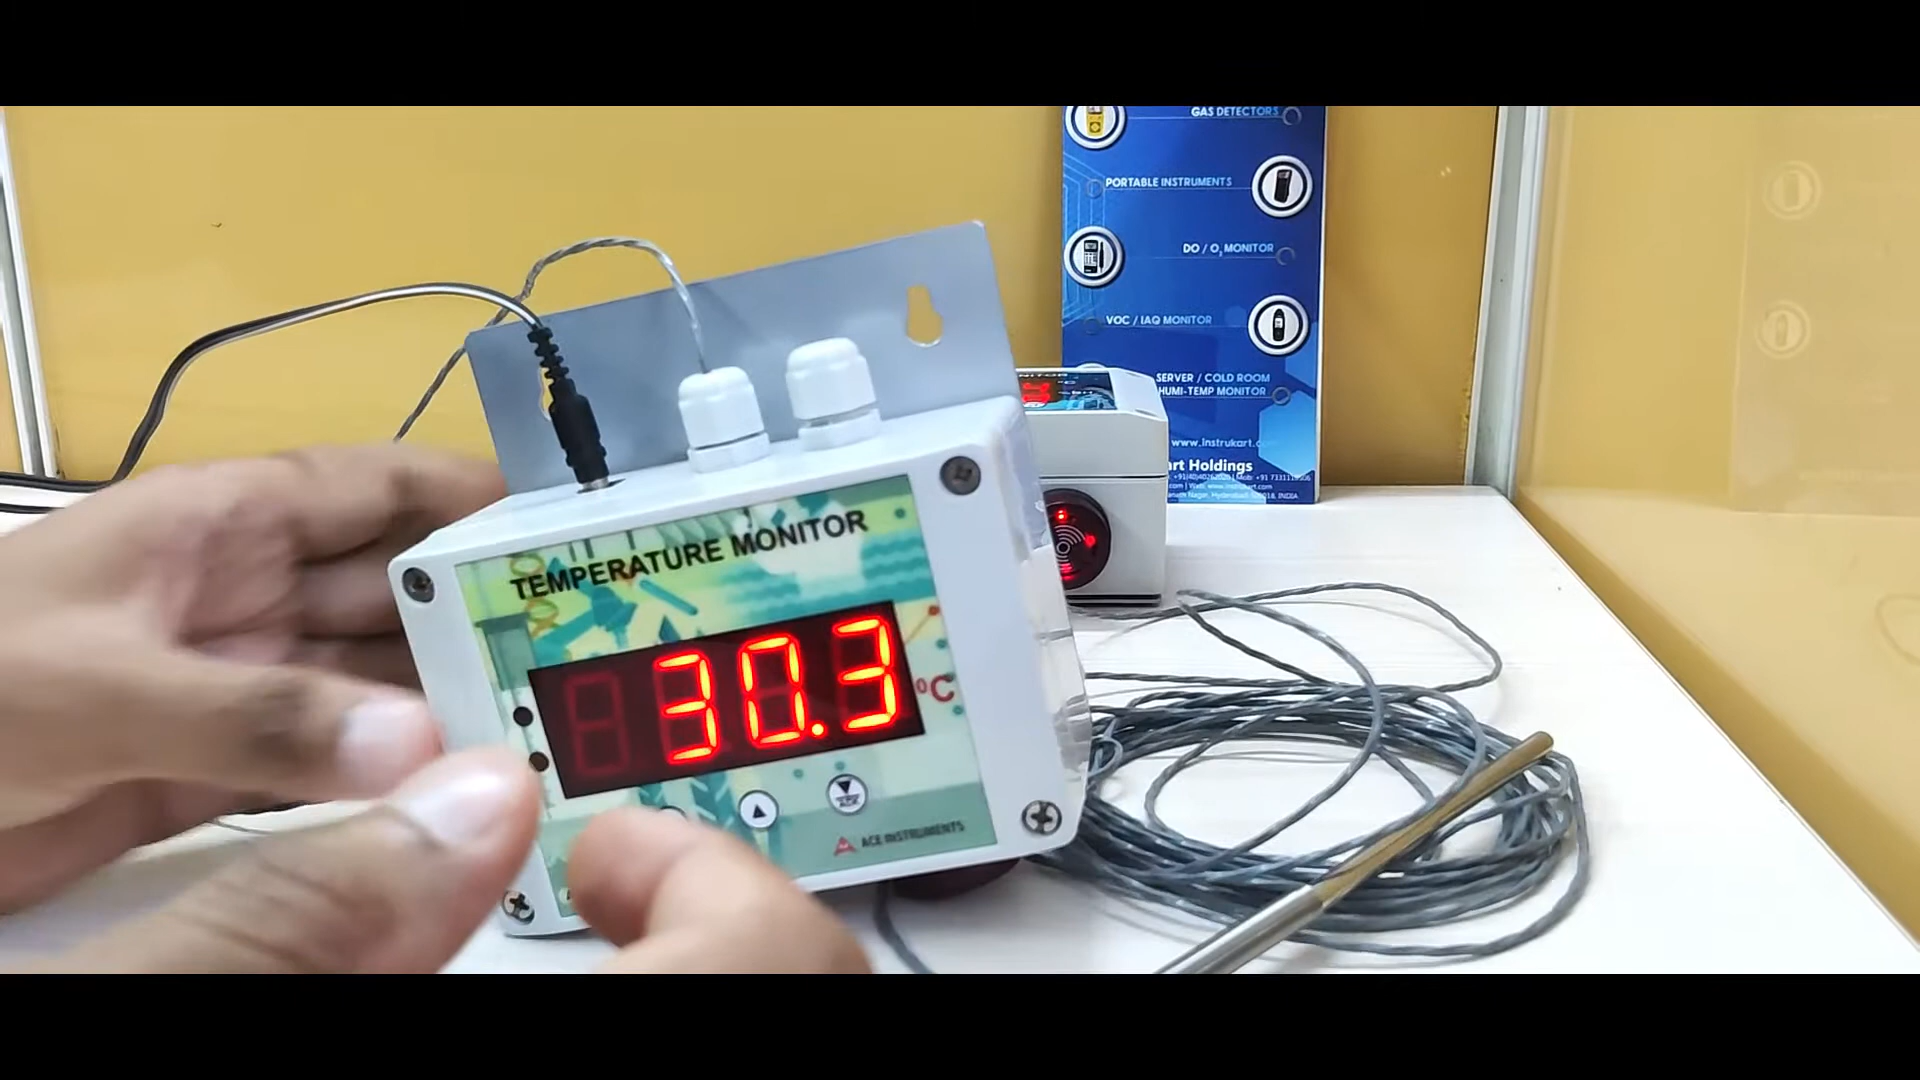 GAS DETECTORS
PORTABLE INSTRUMENTS
DO / O₂ MONITOR
VOC / IAQ MONITOR
SERVER / COLD ROOM
HUMI-TEMP MONITOR
www.instrukart.c
art Holdings
TEMPERATURE MONITOR
30.3
⁰C
ACE INSTRUMENTS